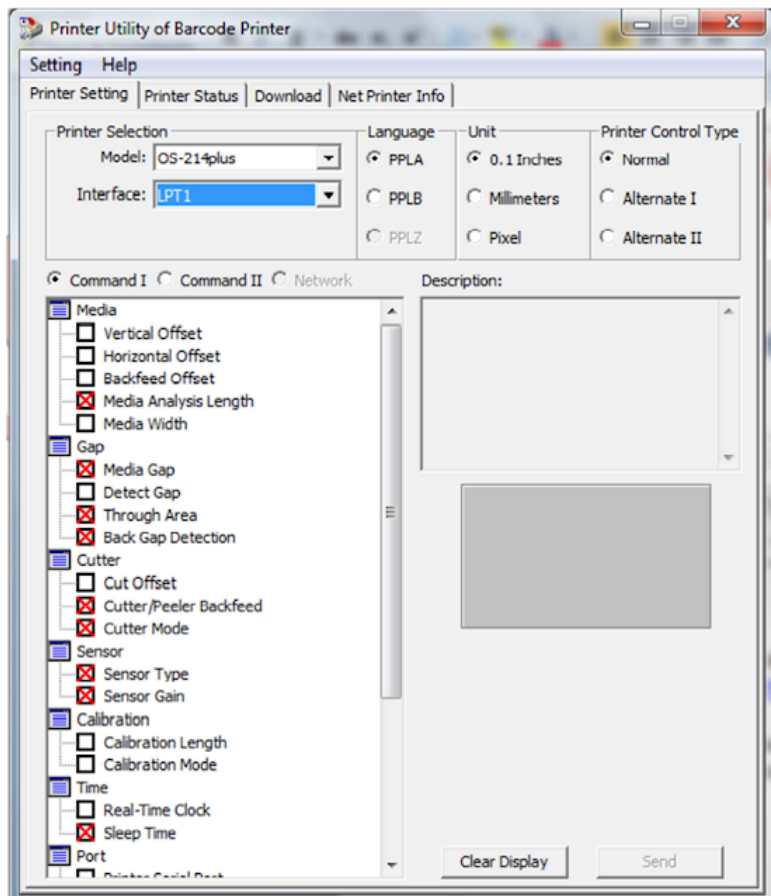 Printer Utility of Barcode Printer
Setting Help
Printer Setting Printer Status Download Net Printer Info
Printer Selection
Model: OS-214plus
Interface: LPT1
Language
PPLA
PPLB
PPLZ
Unit
0.1 Inches
Millimeters
Pixel
Printer Control Type
Normal
Alternate I
Alternate II
Command I Command II Network
Media
Vertical Offset
Horizontal Offset
Backfeed Offset
Media Analysis Length
Media Width
Gap
Media Gap
Detect Gap
Through Area
Back Gap Detection
Cutter
Cut Offset
Cutter/Peeler Backfeed
Cutter Mode
Sensor
Sensor Type
Sensor Gain
Calibration
Calibration Length
Calibration Mode
Time
Real-Time Clock
Sleep Time
Port
Printer Serial Port
Description:
Clear Display Send